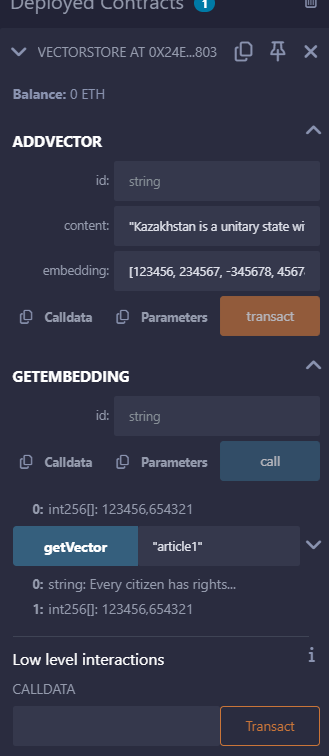 Deployed Contracts 1
VECTORSTORE AT 0X24E...803
Balance: 0 ETH
ADDVECTOR
id: string
content: "Kazakhstan is a unitary state wi
embedding: [123456, 234567, -345678, 4567
Calldata Parameters transact
GETEMBEDDING
id: string
Calldata Parameters call
0: int256[]: 123456,654321
getVector "article1"
0: string: Every citizen has rights...
1: int256[]: 123456,654321
Low level interactions i
CALLDATA
Transact